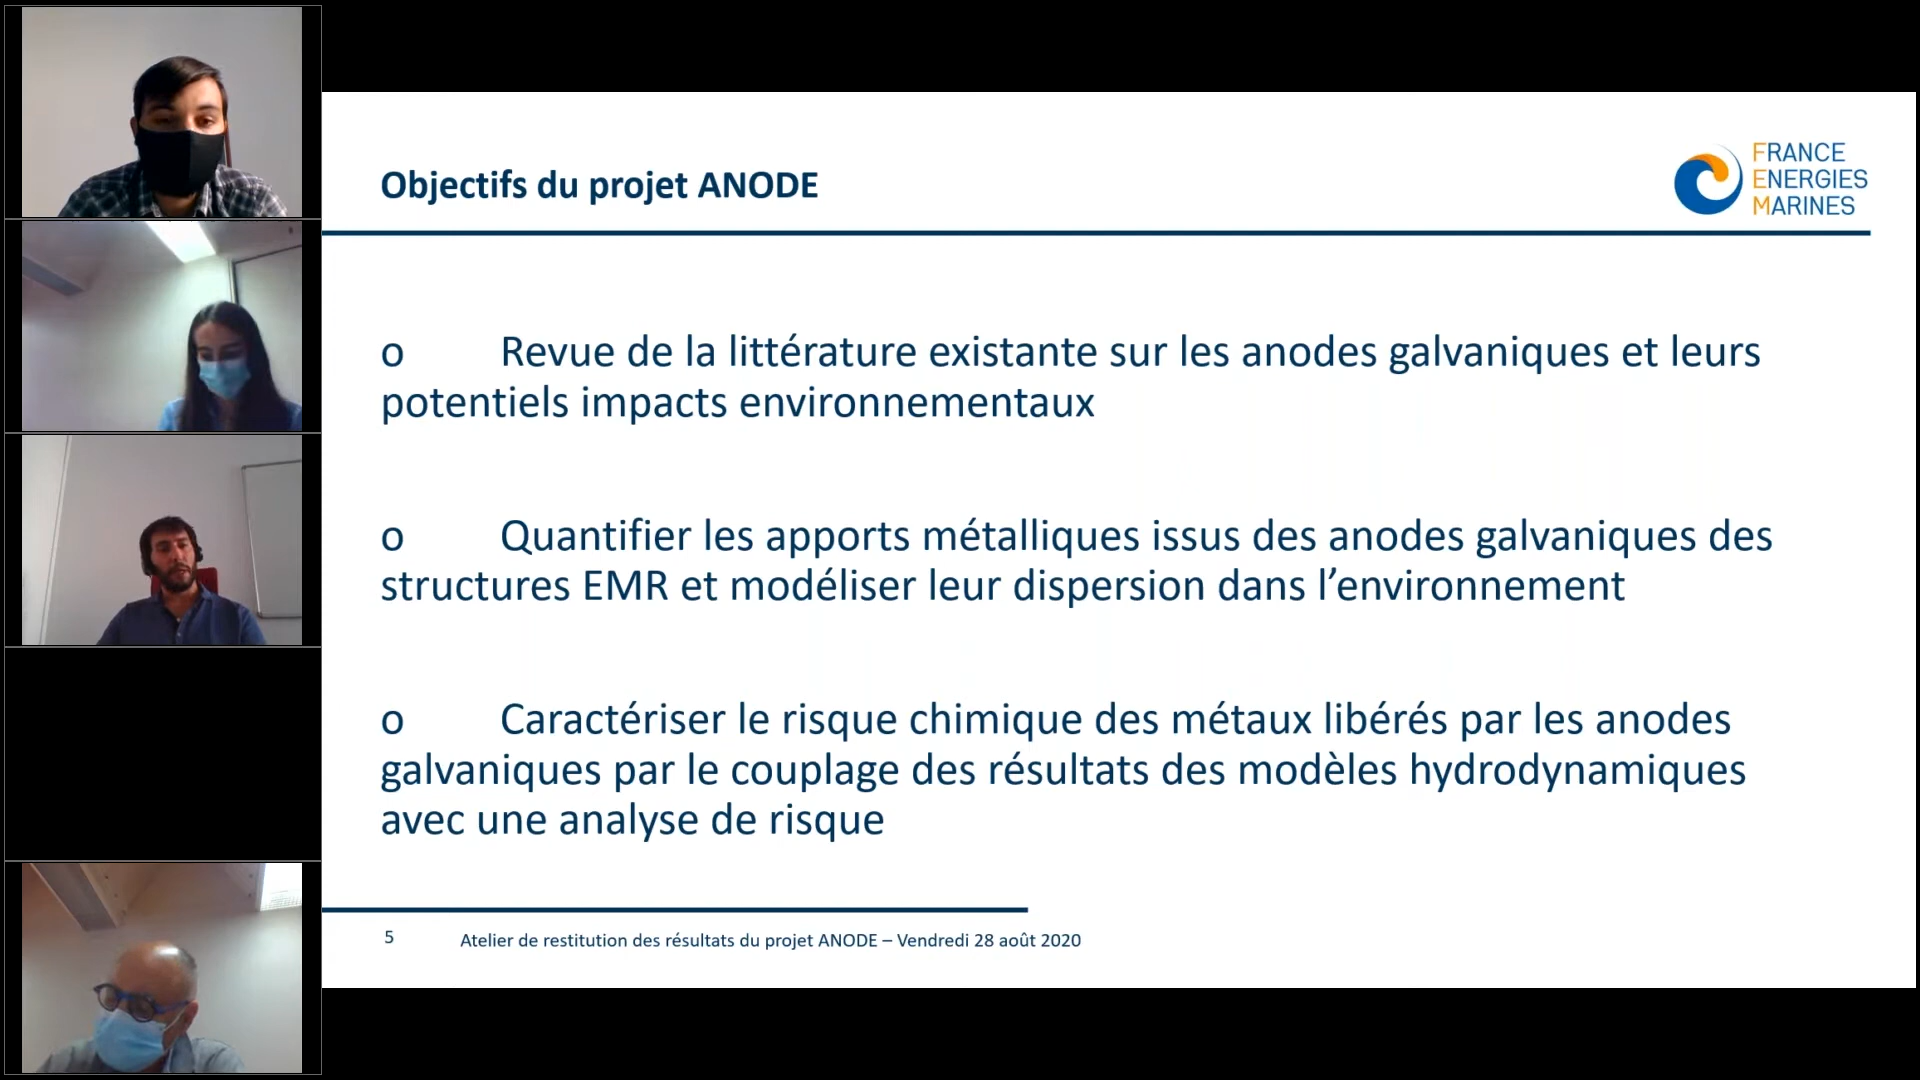 Objectifs du projet ANODE
FRANCE
ENERGIES
MARINES
o Revue de la littérature existante sur les anodes galvaniques et leurs
potentiels impacts environnementaux
o Quantifier les apports métalliques issus des anodes galvaniques des
structures EMR et modéliser leur dispersion dans l’environnement
o Caractériser le risque chimique des métaux libérés par les anodes
galvaniques par le couplage des résultats des modèles hydrodynamiques
avec une analyse de risque
5 Atelier de restitution des résultats du projet ANODE – Vendredi 28 août 2020